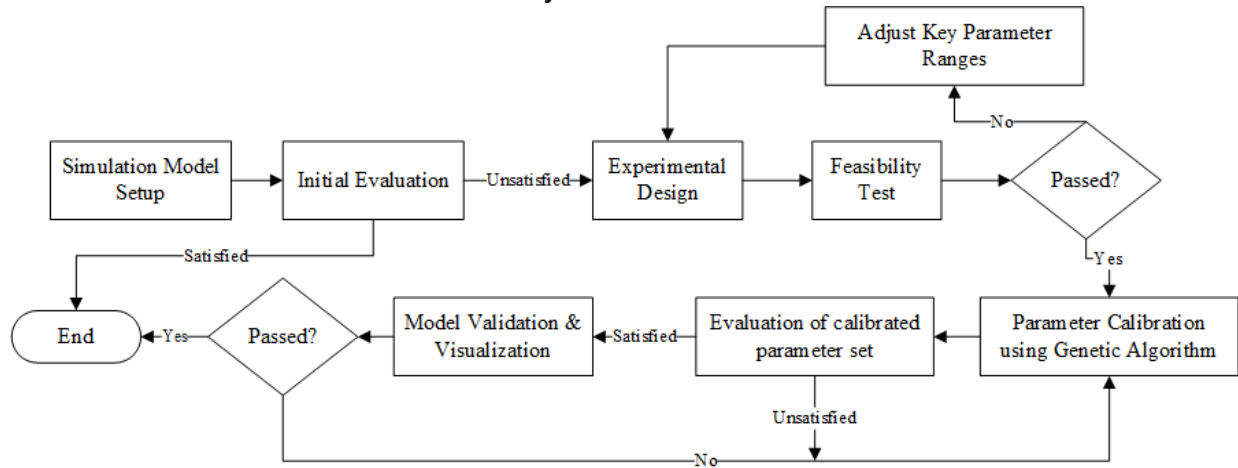 Adjust Key Parameter
Ranges
No
Simulation Model
Setup
Initial Evaluation
Unsatisfied
Experimental
Design
Feasibility
Test
Passed?
Satisfied
Yes
End
Yes
Passed?
Model Validation &
Visualization
Satisfied
Evaluation of calibrated
parameter set
Parameter Calibration
using Genetic Algorithm
Unsatisfied
No